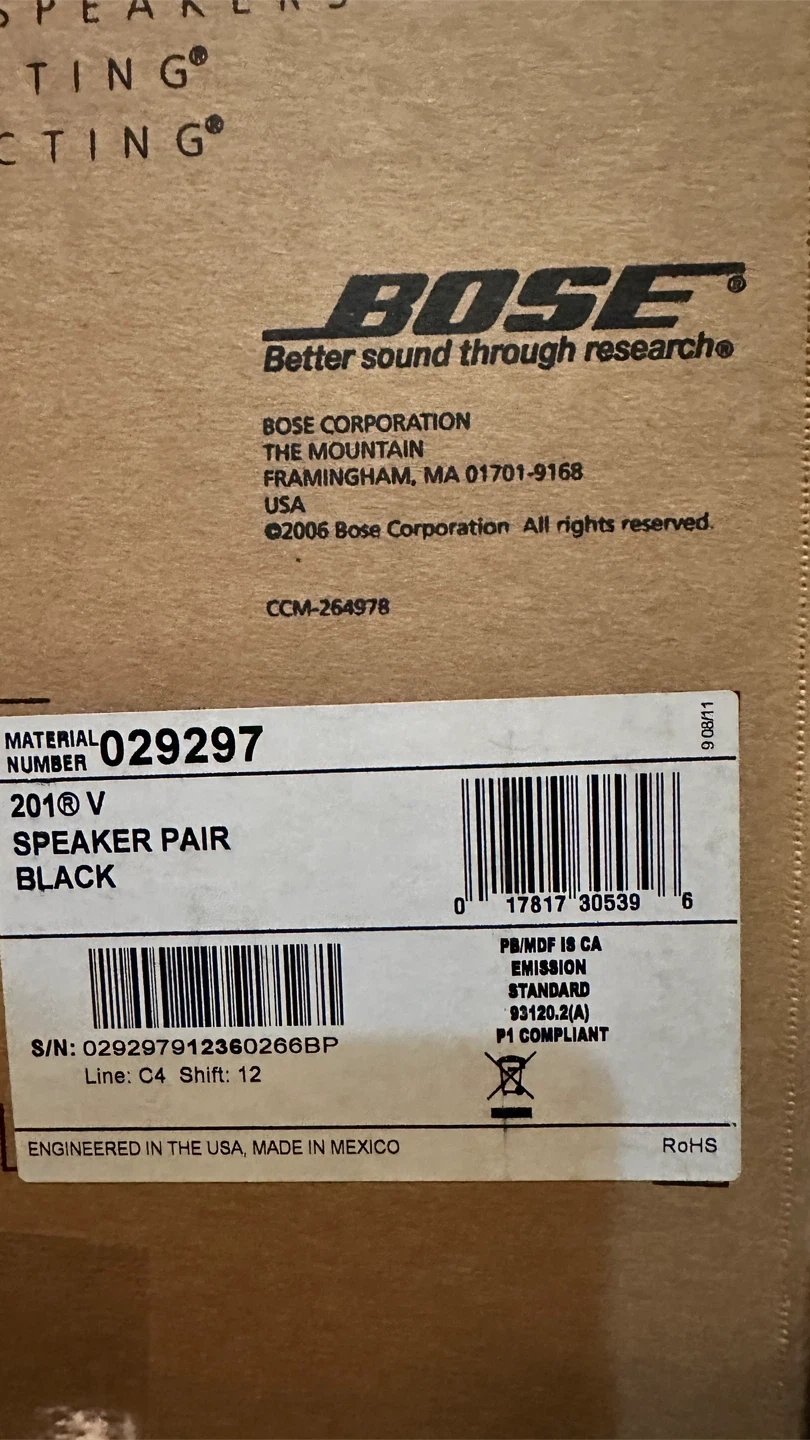 SPEAKERS
TING®
CTING®
BOSE®
Better sound through research®
BOSE CORPORATION
THE MOUNTAIN
FRAMINGHAM, MA 01701-9168
USA
©2006 Bose Corporation All rights reserved.
CCM-264978
MATERIAL NUMBER 029297
9 08/11
201® V
SPEAKER PAIR
BLACK
0 17817 30539 6
PB/MDF IS CA
EMISSION
STANDARD
93120.2(A)
P1 COMPLIANT
S/N: 029297912360266BP
Line: C4 Shift: 12
ENGINEERED IN THE USA, MADE IN MEXICO
RoHS